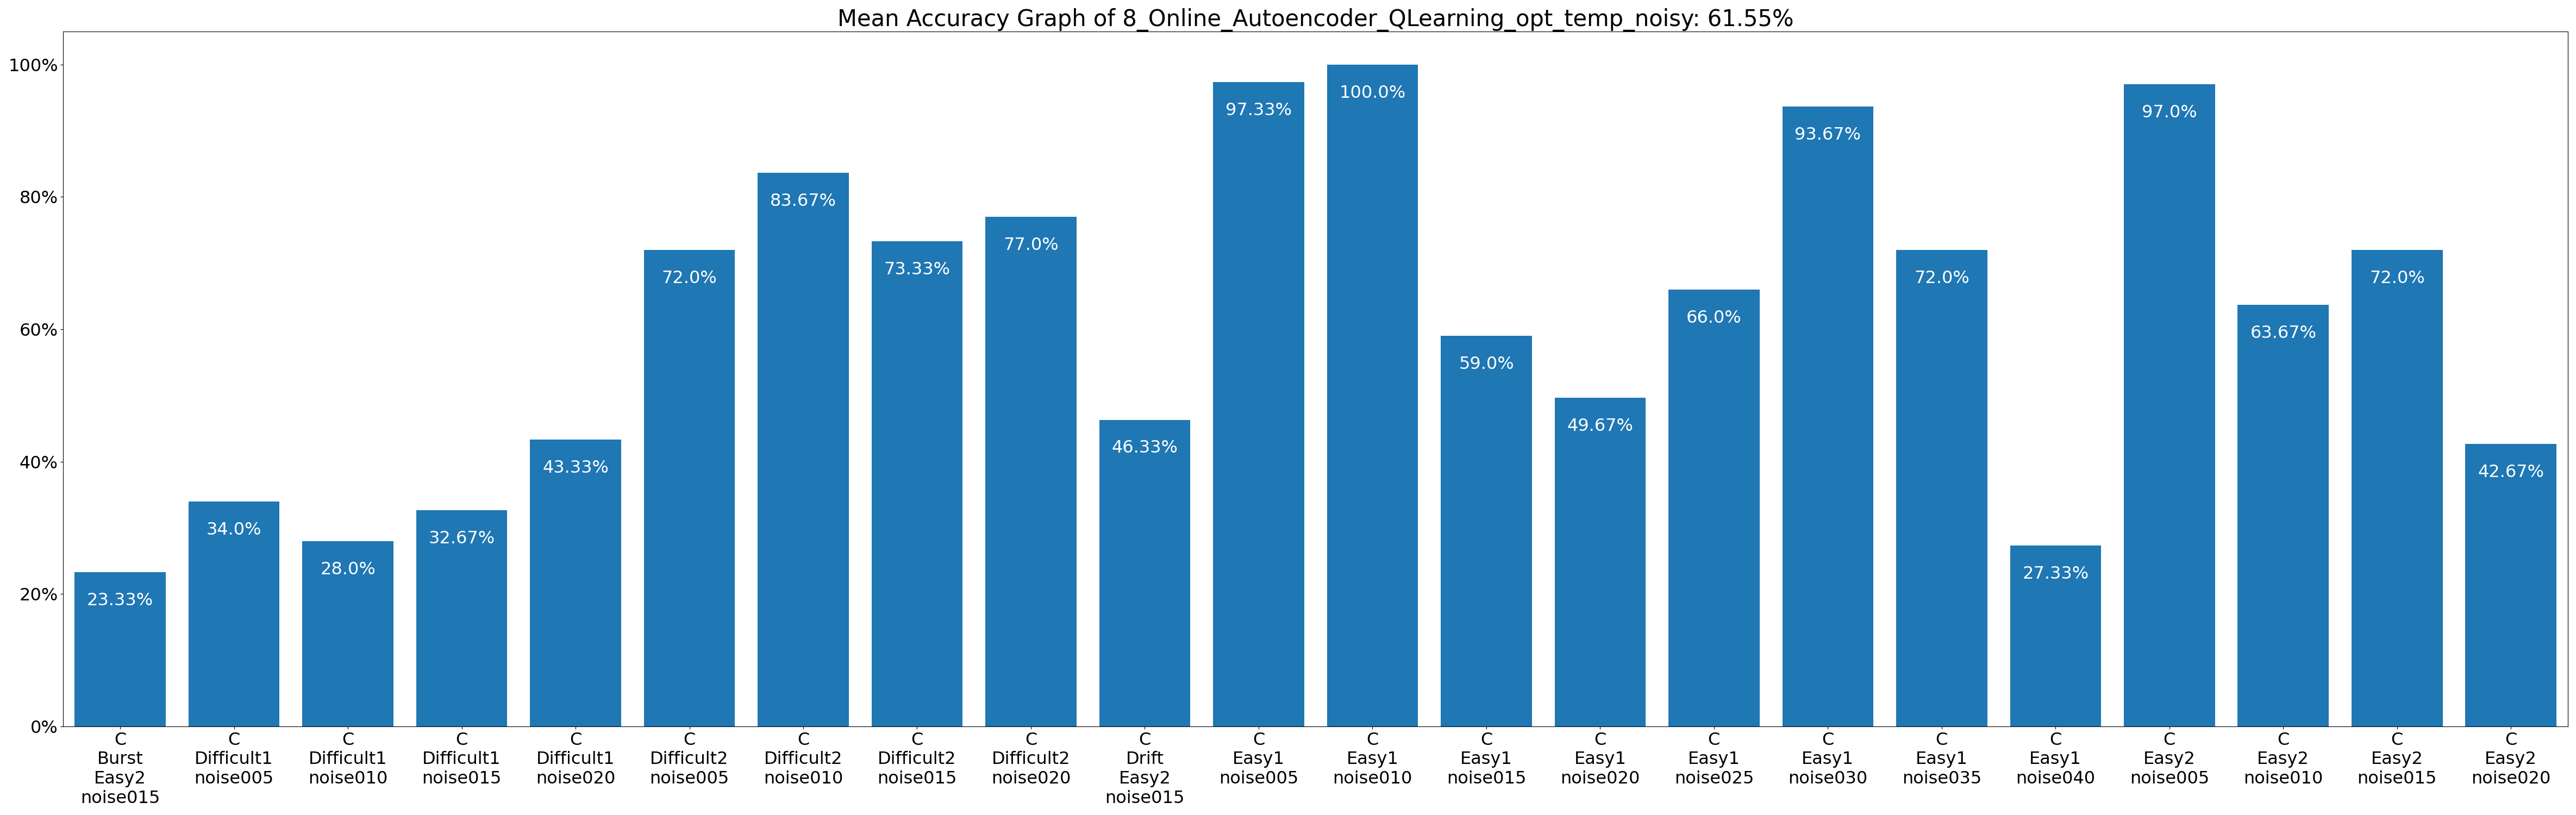 Mean Accuracy Graph of 8_Online_Autoencoder_QLearning_opt_temp_noisy: 61.55%
100%
80%
60%
40%
20%
0%
23.33%
34.0%
28.0%
32.67%
43.33%
72.0%
83.67%
73.33%
77.0%
46.33%
97.33%
100.0%
59.0%
49.67%
66.0%
93.67%
72.0%
27.33%
97.0%
63.67%
72.0%
42.67%
C
Burst
Easy2
noise015
C
Difficult1
noise005
C
Difficult1
noise010
C
Difficult1
noise015
C
Difficult1
noise020
C
Difficult2
noise005
C
Difficult2
noise010
C
Difficult2
noise015
C
Difficult2
noise020
C
Drift
Easy2
noise015
C
Easy1
noise005
C
Easy1
noise010
C
Easy1
noise015
C
Easy1
noise020
C
Easy1
noise025
C
Easy1
noise030
C
Easy1
noise035
C
Easy1
noise040
C
Easy2
noise005
C
Easy2
noise010
C
Easy2
noise015
C
Easy2
noise020